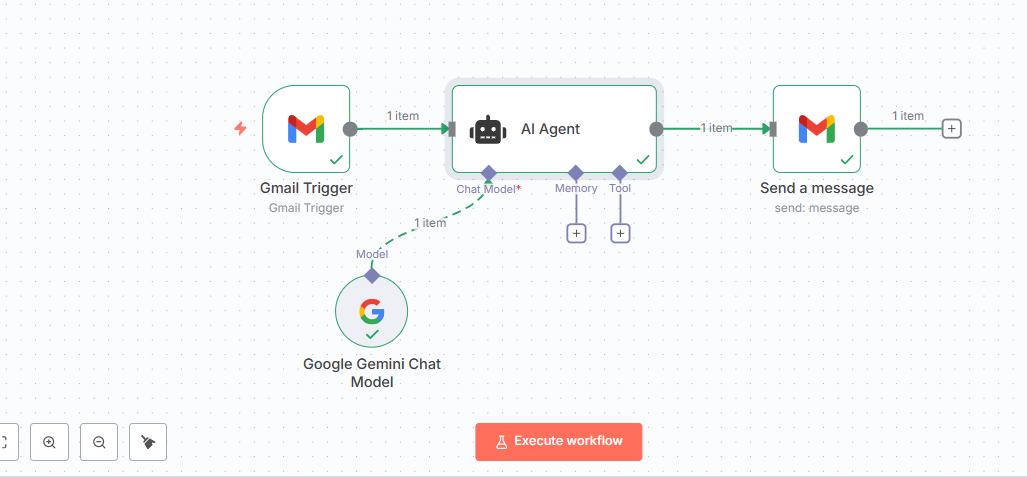 1 item
AI Agent
1 item
1 item
Gmail Trigger
Gmail Trigger
Chat Model*
Memory
Tool
Send a message
send: message
1 item
Model
Google Gemini Chat
Model
Execute workflow